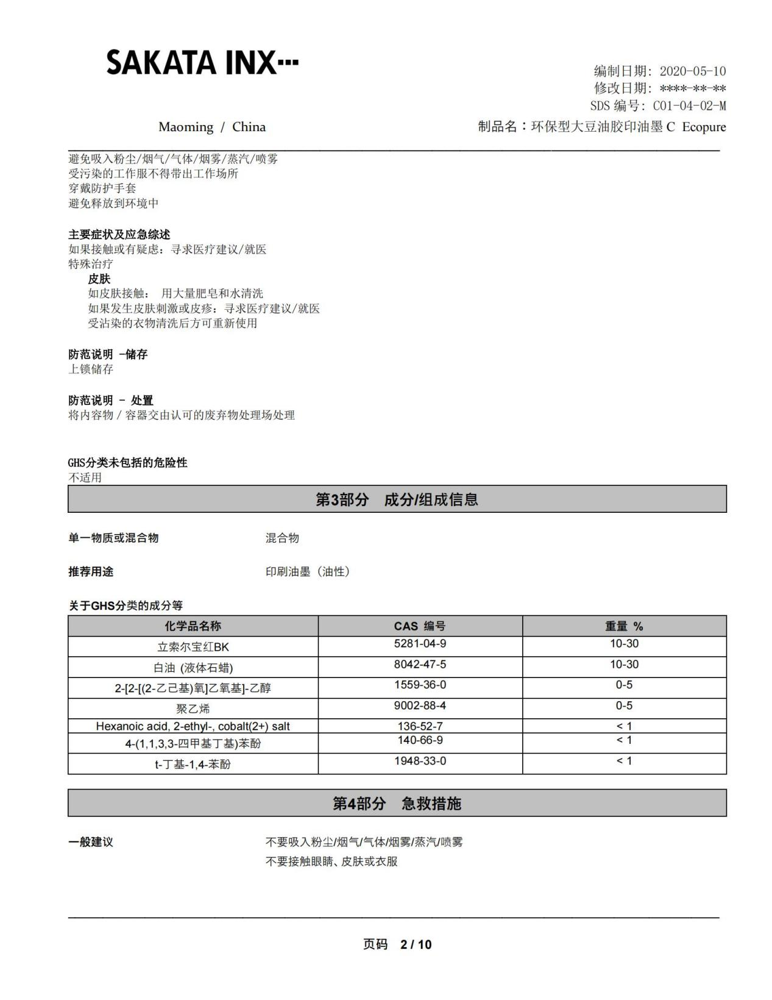 SAKATA INX
编制日期: 2020-05-10
修改日期: ****-**-**
SDS 编号: C01-04-02-M
Maoming / China
制品名：环保型大豆油胶印油墨 C Ecopure
避免吸入粉尘/烟气/气体/烟雾/蒸汽/喷雾
受污染的工作服不得带出工作场所
穿戴防护手套
避免释放到环境中
主要症状及应急综述
如果接触或有疑虑: 寻求医疗建议/就医
特殊治疗
皮肤
如皮肤接触: 用大量肥皂和水清洗
如果发生皮肤刺激或皮疹: 寻求医疗建议/就医
受沾染的衣物清洗后方可重新使用
防范说明 -储存
上锁储存
防范说明 - 处置
将内容物 / 容器交由认可的废弃物处理场处理
GHS分类未包括的危险性
不适用
第3部分 成分/组成信息
单一物质或混合物 混合物
推荐用途 印刷油墨（油性）
关于GHS分类的成分等
化学品名称 CAS 编号 重量 %
立索尔宝红BK 5281-04-9 10-30
白油 (液体石蜡) 8042-47-5 10-30
2-[2-[(2-乙己基)氧]乙氧基]-乙醇 1559-36-0 0-5
聚乙烯 9002-88-4 0-5
Hexanoic acid, 2-ethyl-, cobalt(2+) salt 136-52-7 < 1
4-(1,1,3,3-四甲基丁基)苯酚 140-66-9 < 1
t-丁基-1,4-苯酚 1948-33-0 < 1
第4部分 急救措施
一般建议 不要吸入粉尘/烟气/气体/烟雾/蒸汽/喷雾
不要接触眼睛、皮肤或衣服
页码 2 / 10